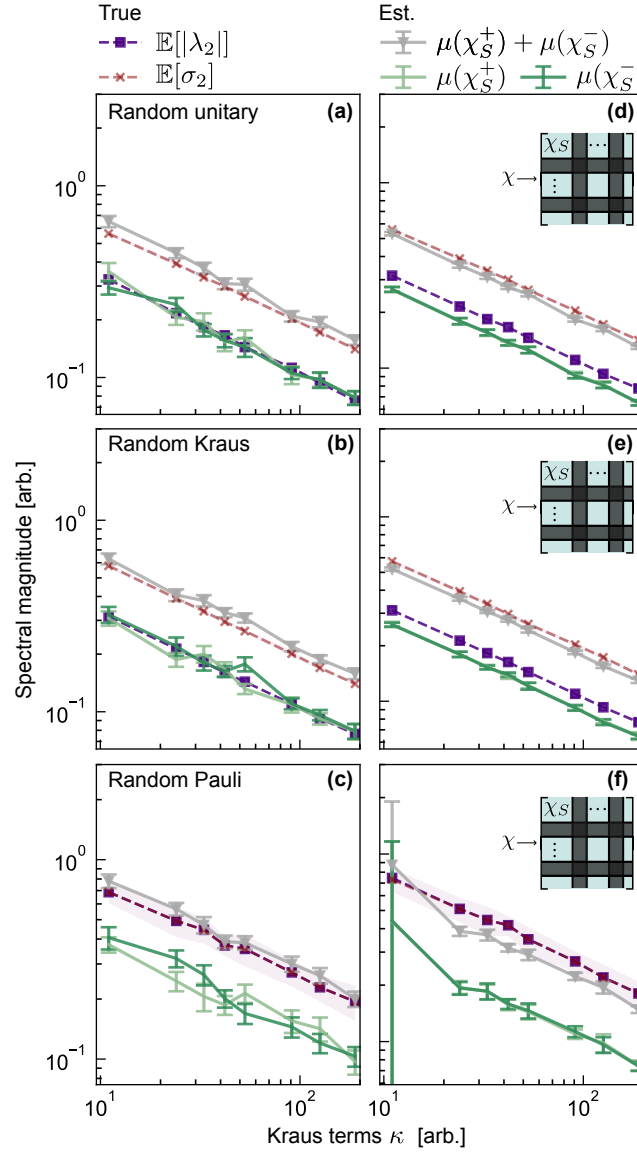 True
Est.
𝔼[|λ₂|]
𝔼[σ₂]
μ(χ_S^+) + μ(χ_S^-)
μ(χ_S^+)
μ(χ_S^-
Random unitary
(a)
10⁰
10⁻¹
(d)
χ_S ⋯
χ→
⋮
Random Kraus
(b)
10⁰
10⁻¹
(e)
χ_S ⋯
χ→
⋮
Random Pauli
(c)
10⁰
10⁻¹
(f)
χ_S ⋯
χ→
⋮
Spectral magnitude [arb.]
10¹
10²
10¹
10²
Kraus terms κ [arb.]